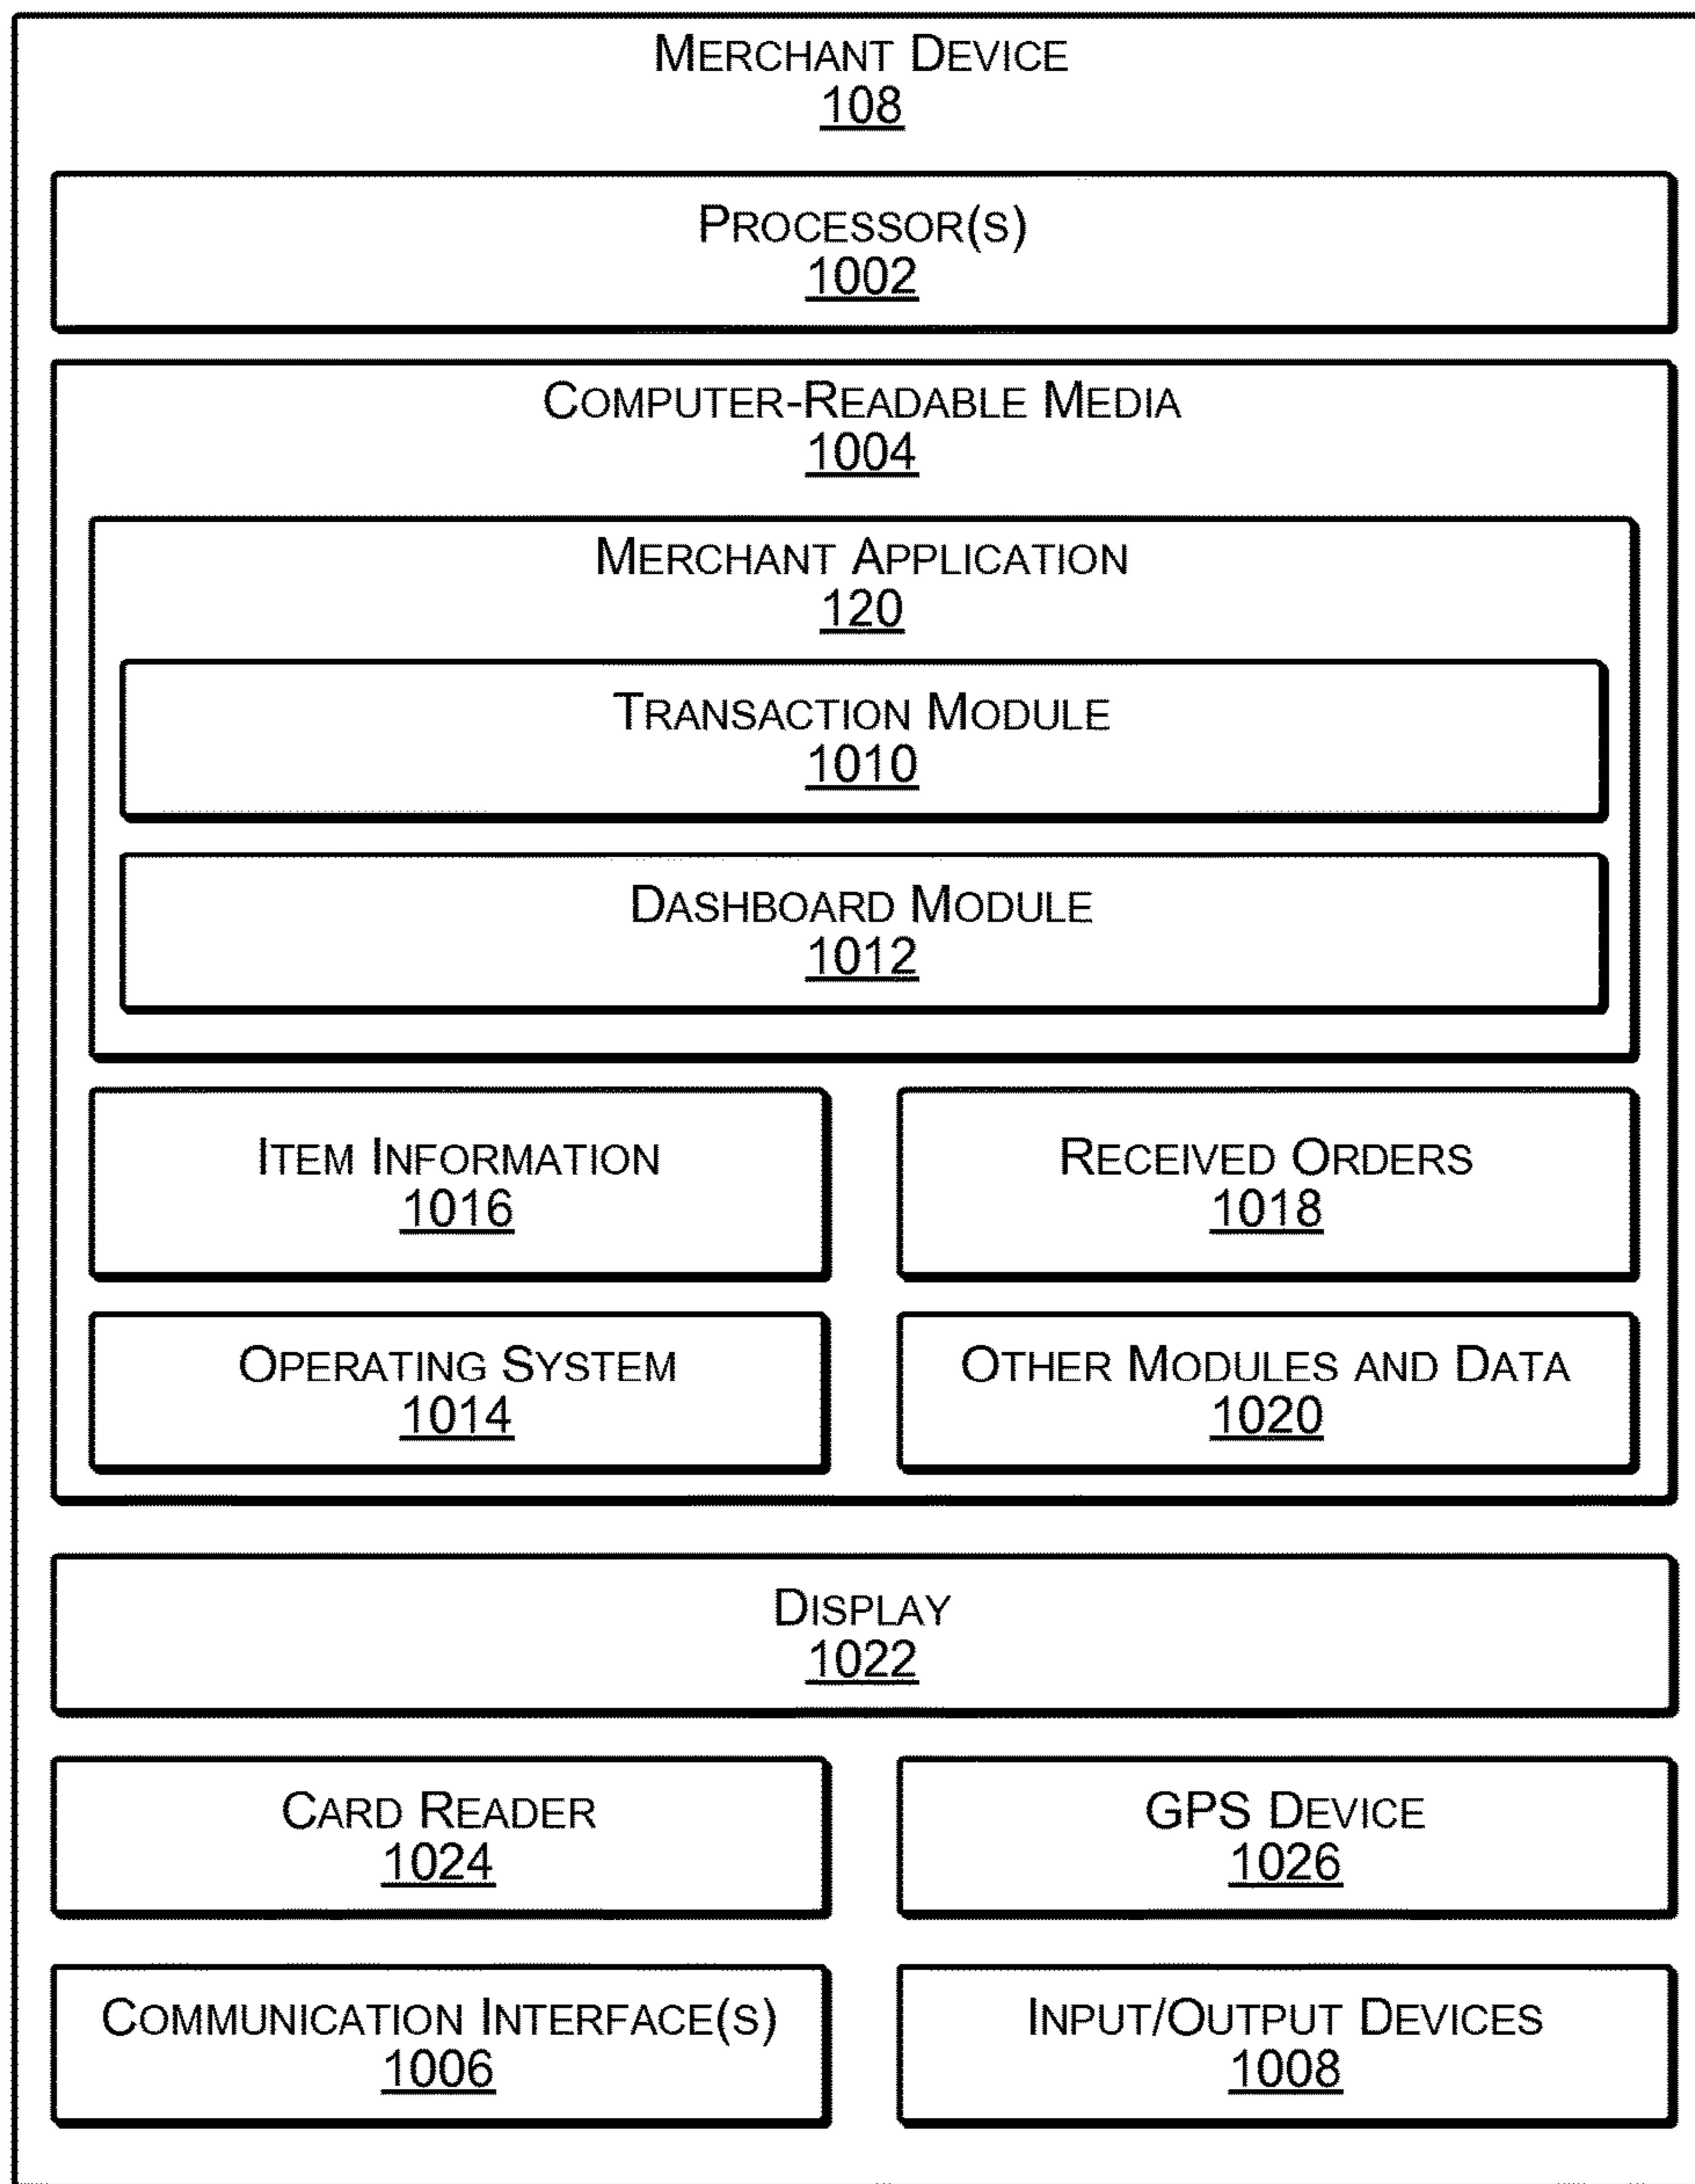 MERCHANT DEVICE
108
PROCESSOR(S)
1002
COMPUTER-READABLE MEDIA
1004
MERCHANT APPLICATION
120
TRANSACTION MODULE
1010
DASHBOARD MODULE
1012
ITEM INFORMATION
1016
RECEIVED ORDERS
1018
OPERATING SYSTEM
1014
OTHER MODULES AND DATA
1020
DISPLAY
1022
CARD READER
1024
GPS DEVICE
1026
COMMUNICATION INTERFACE(S)
1006
INPUT/OUTPUT DEVICES
1008